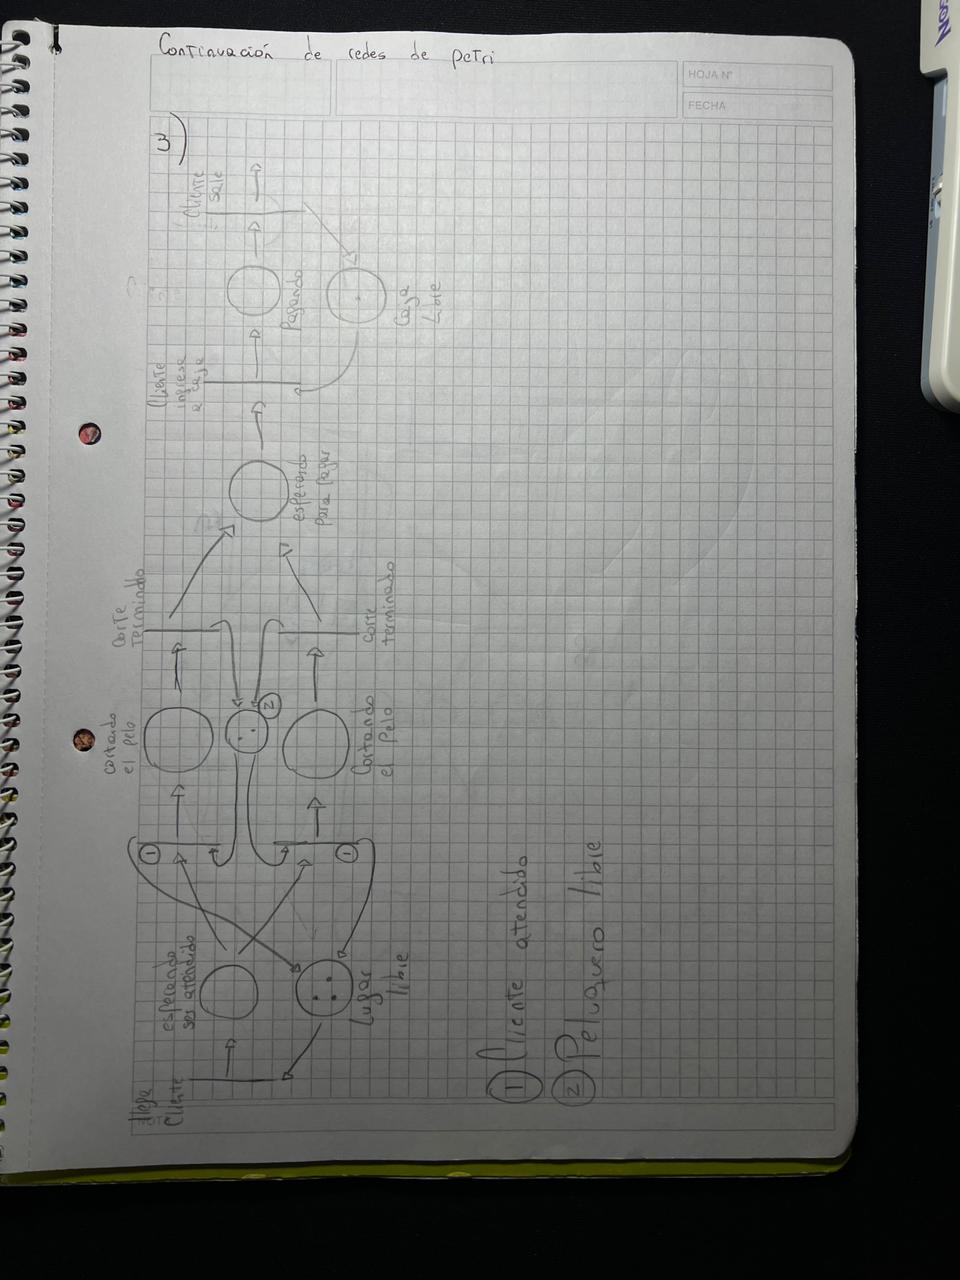 Continuación de redes de petri
HOJA N°
FECHA
3)
llega
Cliente
esperando
ser atendido
Lugar
libre
1
1
cortando
el pelo
2
Cortando
el Pelo
Corte
Terminado
corte
terminado
esperando
para pagar
Cliente
ingresa
a caja
Pagando
Caja
Libre
Cliente
sale
1 Cliente atendido
2 Peluquero libre